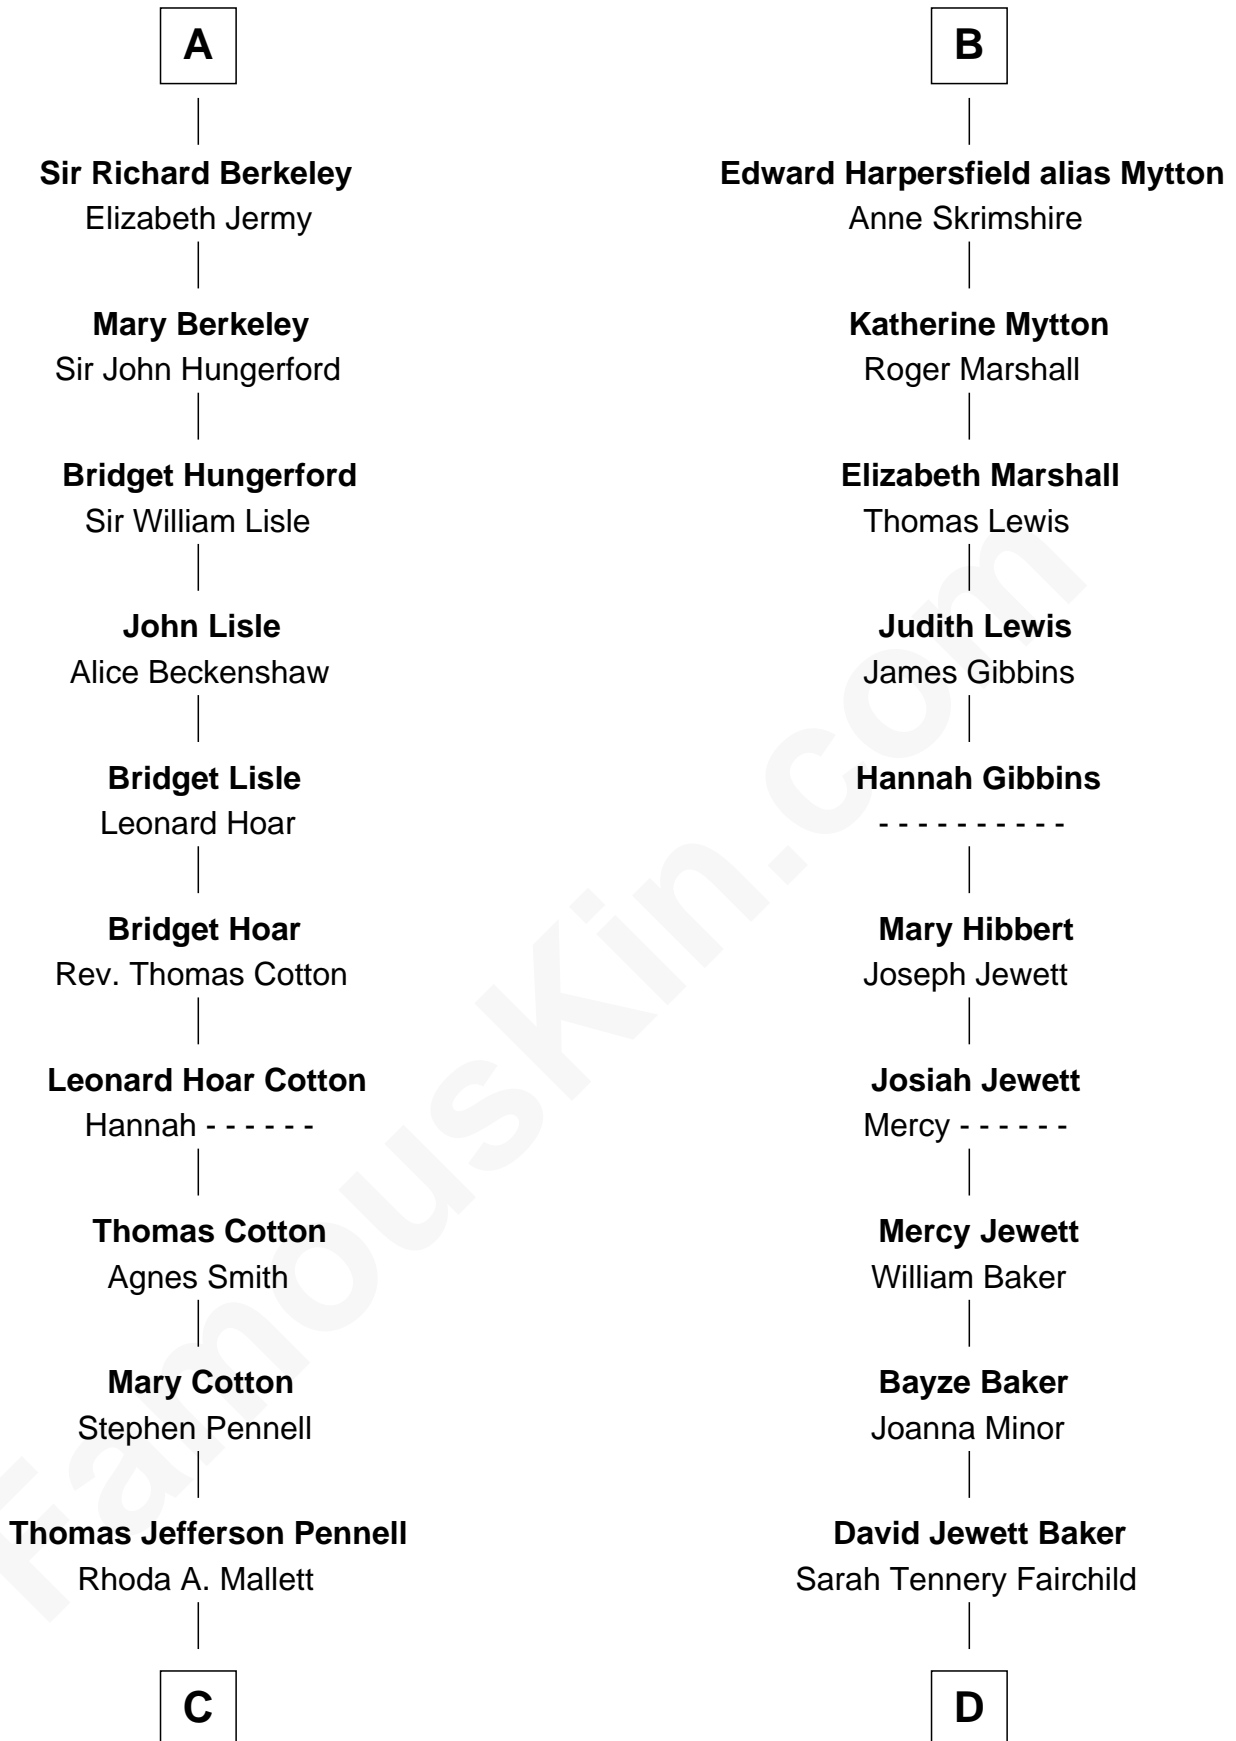 A
Sir Richard Berkeley
Elizabeth Jermy
Mary Berkeley
Sir John Hungerford
Bridget Hungerford
Sir William Lisle
John Lisle
Alice Beckenshaw
Bridget Lisle
Leonard Hoar
Bridget Hoar
Rev. Thomas Cotton
Leonard Hoar Cotton
Hannah - - - - - -
Thomas Cotton
Agnes Smith
Mary Cotton
Stephen Pennell
Thomas Jefferson Pennell
Rhoda A. Mallett
C
B
Edward Harpersfield alias Mytton
Anne Skrimshire
Katherine Mytton
Roger Marshall
Elizabeth Marshall
Thomas Lewis
Judith Lewis
James Gibbins
Hannah Gibbins
- - - - - - - - - -
Mary Hibbert
Joseph Jewett
Josiah Jewett
Mercy - - - - - -
Mercy Jewett
William Baker
Bayze Baker
Joanna Minor
David Jewett Baker
Sarah Tennery Fairchild
D
FamousKin.com